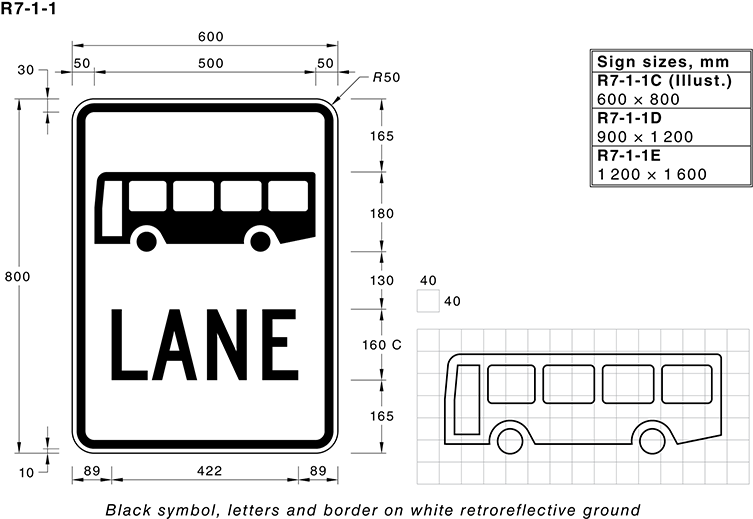 R7-1-1
600
50 500 50
R50
30
165
180
800
130
160 C
165
10
89 422 89
LANE
Sign sizes, mm
R7-1-1C (Illust.)
600 × 800
R7-1-1D
900 × 1 200
R7-1-1E
1 200 × 1 600
40
40
Black symbol, letters and border on white retroreflective ground